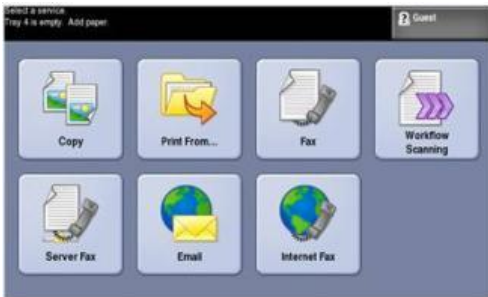 Select a service.
Tray 4 is empty. Add paper.
Guest
Copy
Print From...
Fax
Workflow
Scanning
Server Fax
Email
Internet Fax